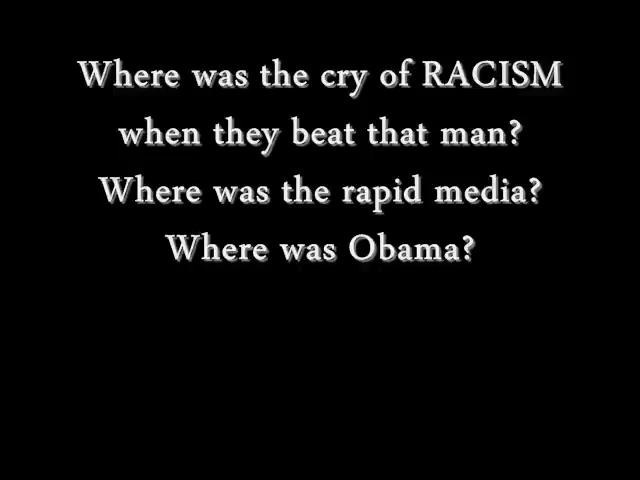 Where was the cry of RACISM
when they beat that man?
Where was the rapid media?
Where was Obama?